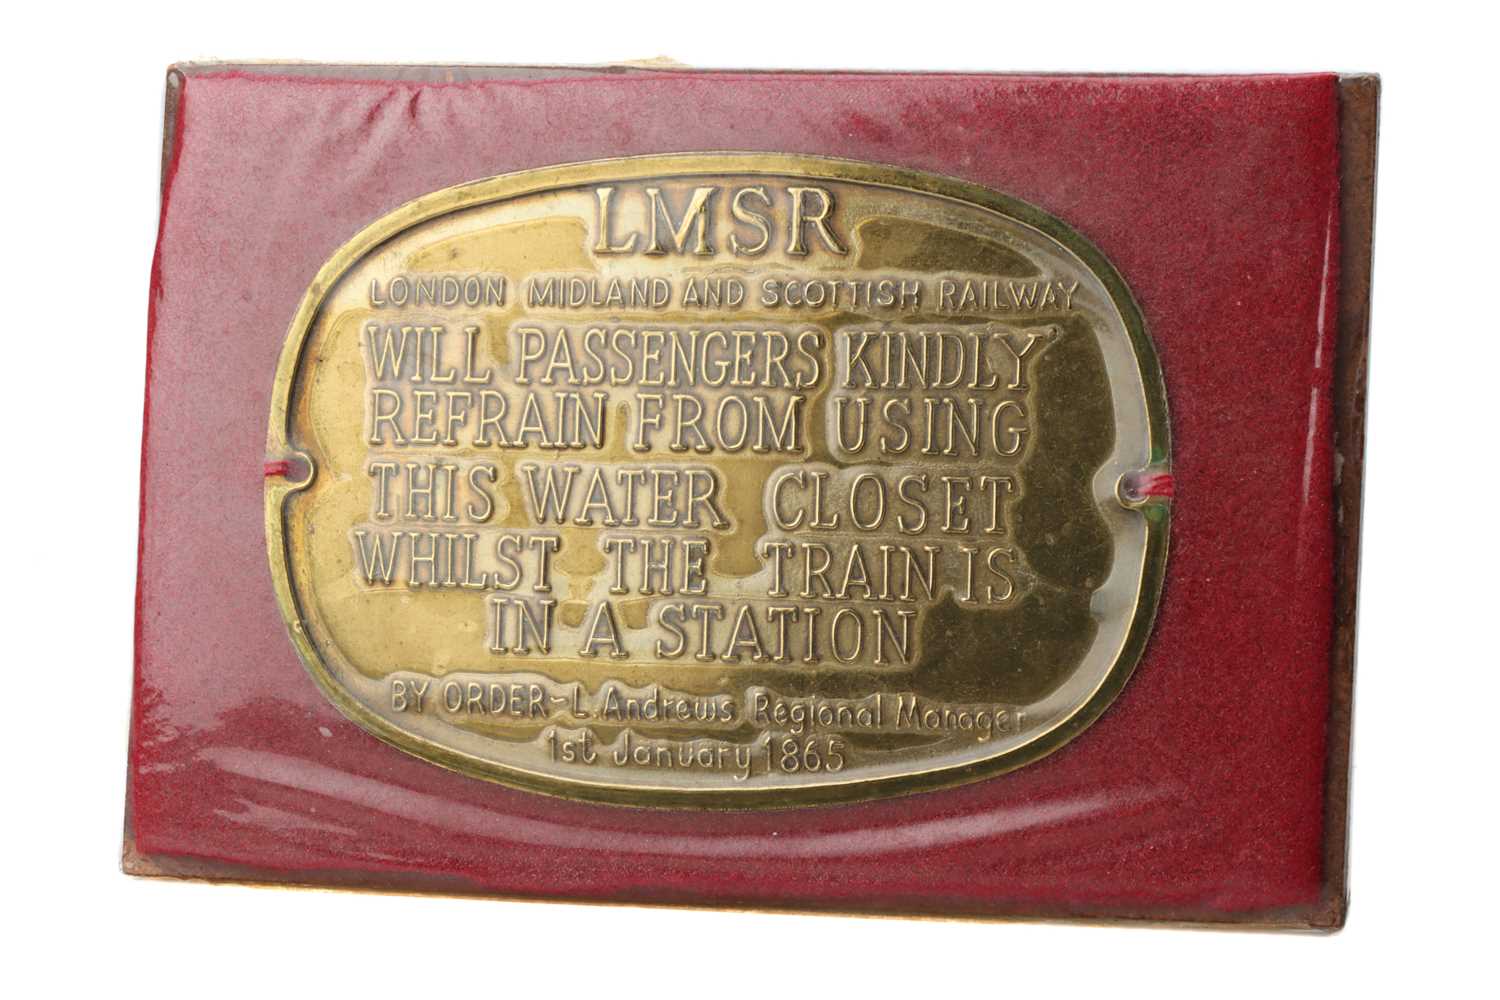 LMSR
LONDON MIDLAND AND SCOTTISH RAILWAY
WILL PASSENGERS KINDLY
REFRAIN FROM USING
THIS WATER CLOSET
WHILST THE TRAIN IS
IN A STATION
BY ORDER-L.Andrews Regional Manager
1st January 1865